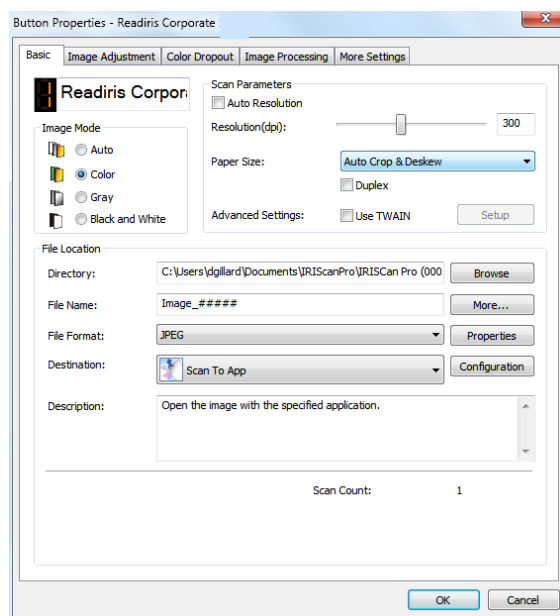 Button Properties - Readiris Corporate
Basic Image Adjustment Color Dropout Image Processing More Settings
1 Readiris Corpor
Image Mode
Auto
Color
Gray
Black and White
Scan Parameters
Auto Resolution
Resolution(dpi): 300
Paper Size: Auto Crop & Deskew
Duplex
Advanced Settings: Use TWAIN Setup
File Location
Directory: C:\Users\dgillard\Documents\IRIScanPro\IRISCan Pro (000 Browse
File Name: Image_##### More...
File Format: JPEG Properties
Destination: Scan To App Configuration
Description: Open the image with the specified application.
Scan Count: 1
OK Cancel